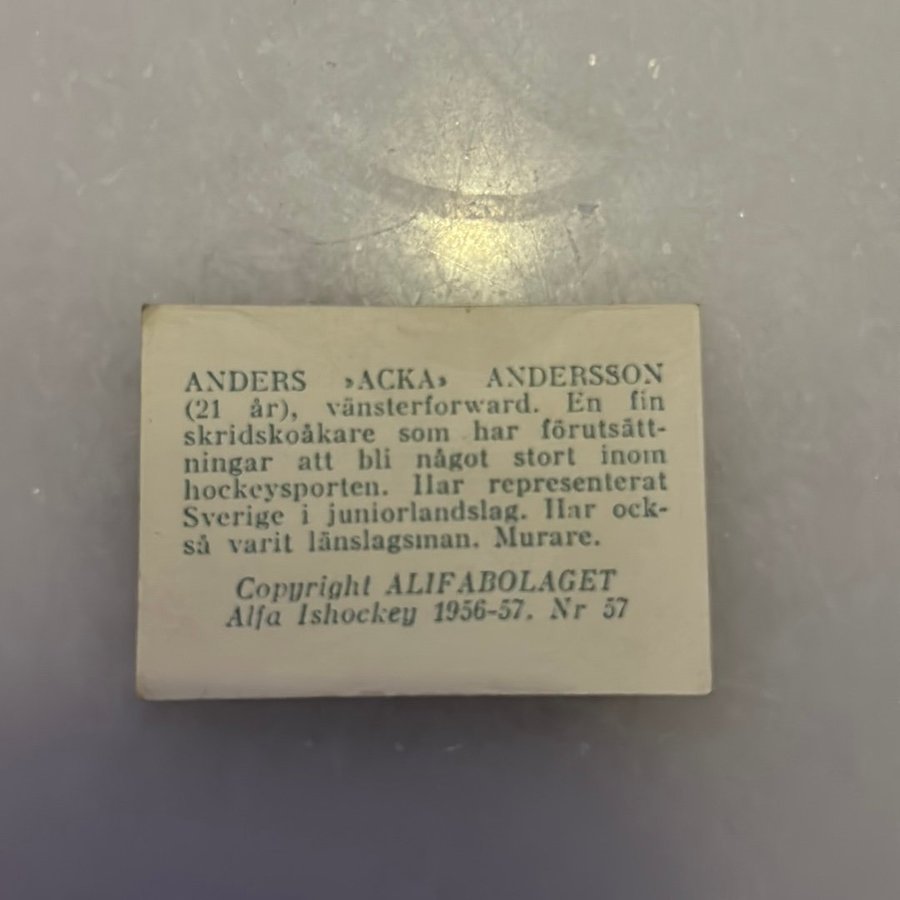 ANDERS »ACKA» ANDERSSON
(21 år), vänsterforward. En fin
skridskoåkare som har förutsätt-
ningar att bli något stort inom
hockeysporten. Har representerat
Sverige i juniorlandslag. Har ock-
så varit länslagsman. Murare.
Copyright ALIFABOLAGET
Alfa Ishockey 1956-57. Nr 57